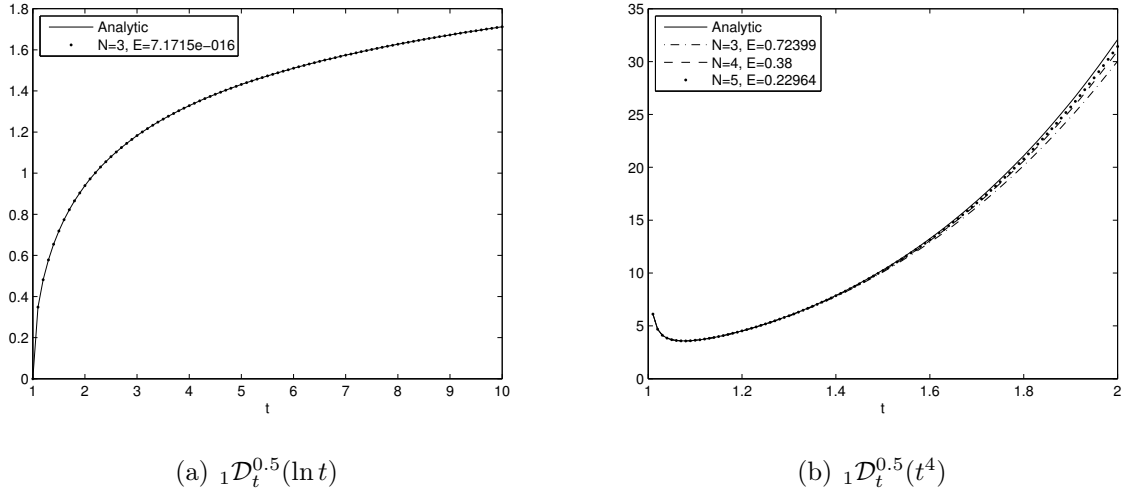 1.8
1.6
1.4
1.2
1
0.8
0.6
0.4
0.2
0
Analytic
N=3, E=7.1715e−016
1 2 3 4 5 6 7 8 9 10
t
(a) ₁𝒟ₜ^0.5(ln t)
35
30
25
20
15
10
5
0
Analytic
N=3, E=0.72399
N=4, E=0.38
N=5, E=0.22964
1 1.2 1.4 1.6 1.8 2
t
(b) ₁𝒟ₜ^0.5(t⁴)